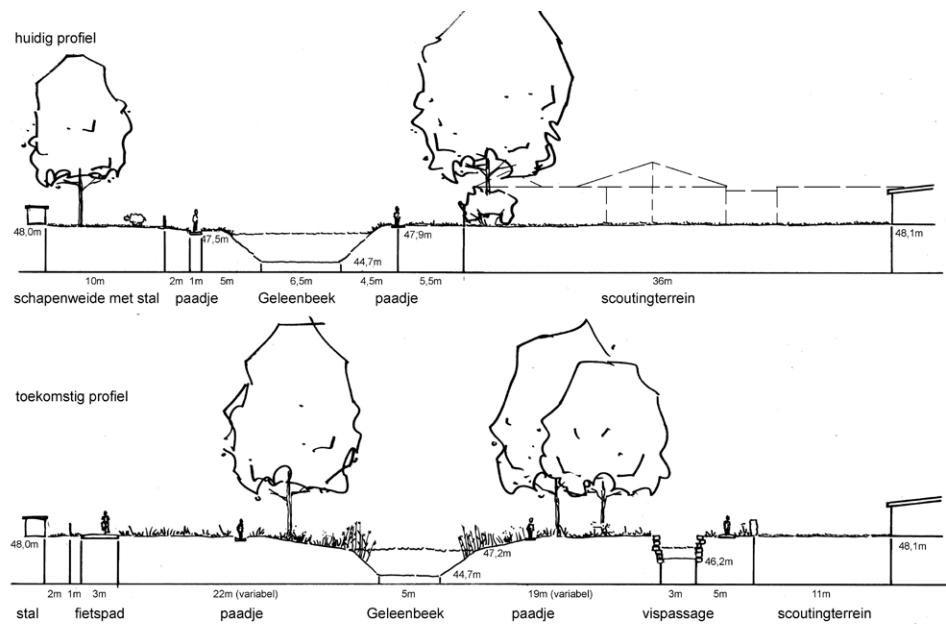 huidig profiel
48,0m
47,5m
47,9m
44,7m
48,1m
10m 2m 1m 5m 6,5m 4,5m 5,5m 36m
schapenweide met stal paadje Geleenbeek paadje scoutingterrein
toekomstig profiel
48,0m
47,2m
44,7m
46,2m
48,1m
2m 1m 3m 22m (variabel) 5m 19m (variabel) 3m 5m 11m
stal fietspad paadje Geleenbeek paadje vispassage scoutingterrein